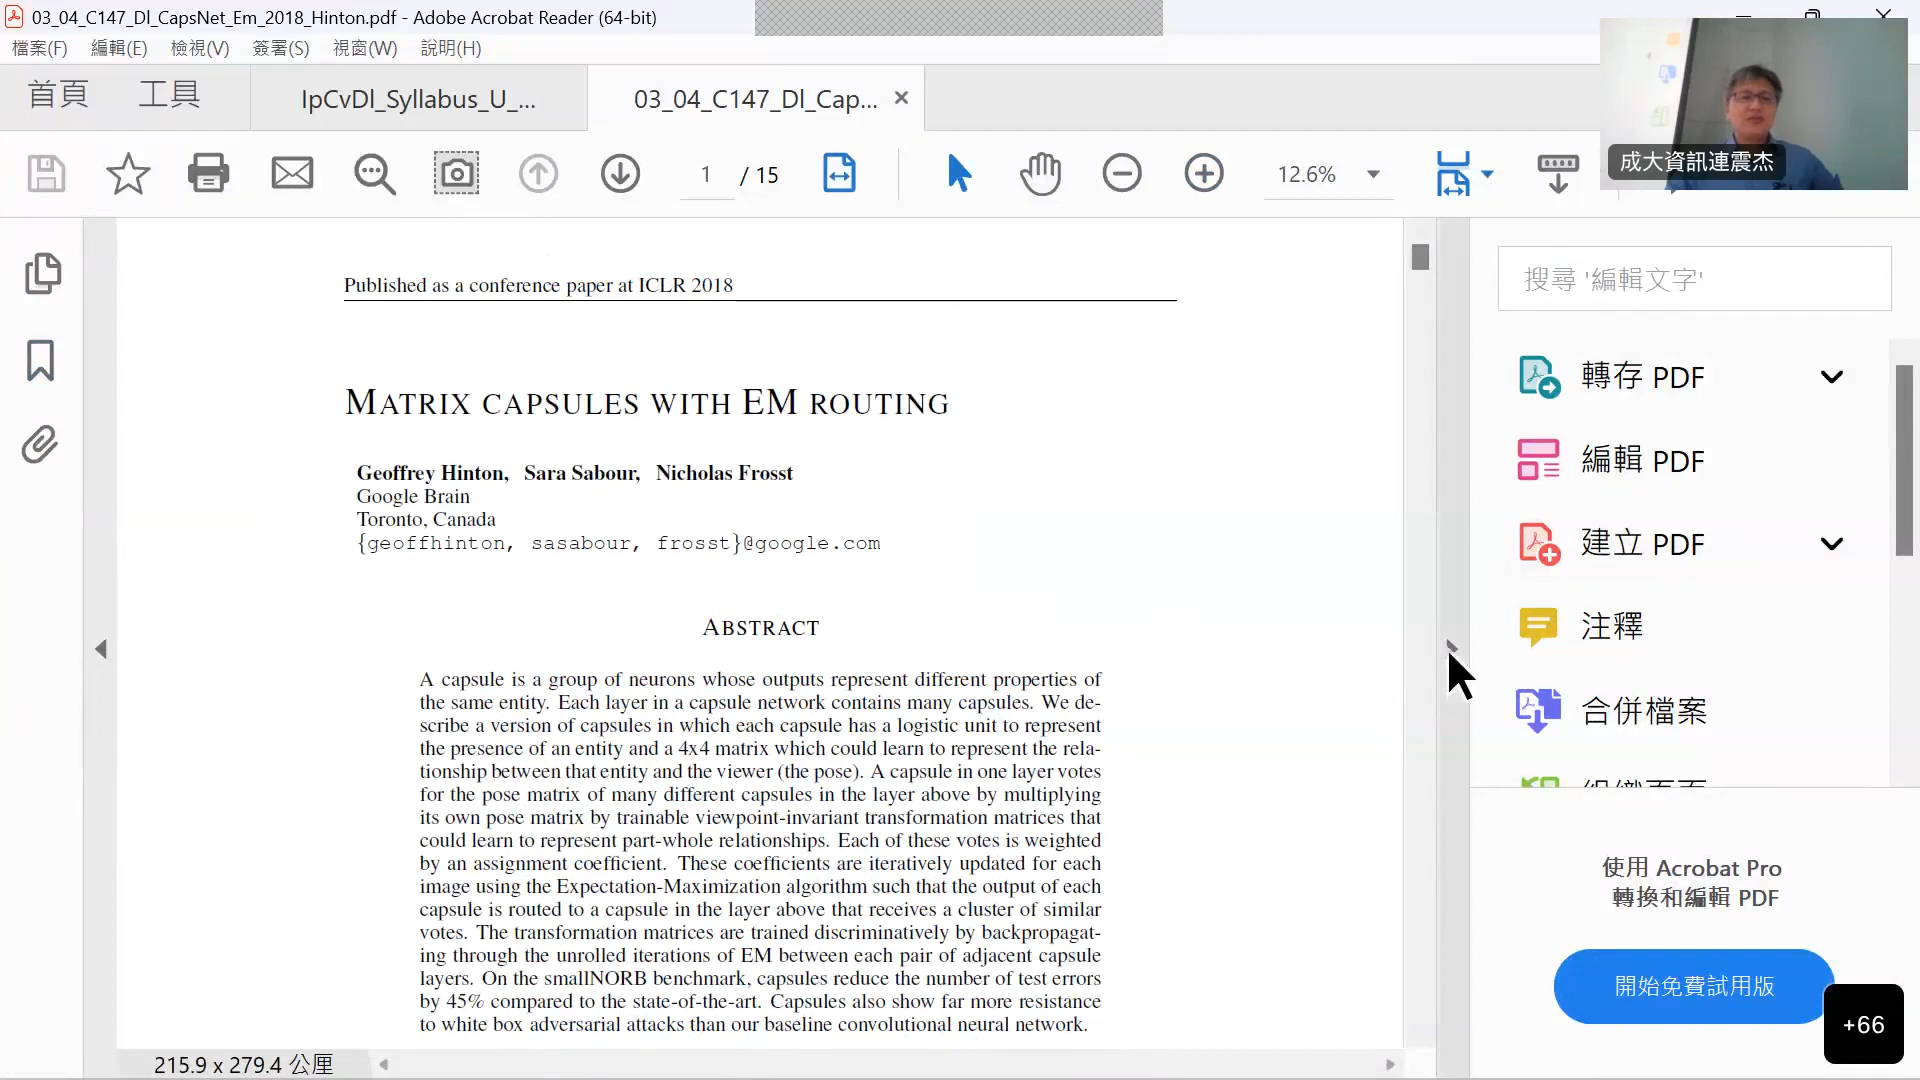 03_04_C147_Dl_CapsNet_Em_2018_Hinton.pdf - Adobe Acrobat Reader (64-bit)
檔案(F) 編輯(E) 檢視(V) 簽署(S) 視窗(W) 說明(H)
首頁 工具 IpCvDl_Syllabus_U_... 03_04_C147_Dl_Cap...
成大資訊連震杰
1 / 15 12.6%
Published as a conference paper at ICLR 2018
MATRIX CAPSULES WITH EM ROUTING
Geoffrey Hinton, Sara Sabour, Nicholas Frosst
Google Brain
Toronto, Canada
{geoffhinton, sasabour, frosst}@google.com
ABSTRACT
A capsule is a group of neurons whose outputs represent different properties of
the same entity. Each layer in a capsule network contains many capsules. We de-
scribe a version of capsules in which each capsule has a logistic unit to represent
the presence of an entity and a 4x4 matrix which could learn to represent the rela-
tionship between that entity and the viewer (the pose). A capsule in one layer votes
for the pose matrix of many different capsules in the layer above by multiplying
its own pose matrix by trainable viewpoint-invariant transformation matrices that
could learn to represent part-whole relationships. Each of these votes is weighted
by an assignment coefficient. These coefficients are iteratively updated for each
image using the Expectation-Maximization algorithm such that the output of each
capsule is routed to a capsule in the layer above that receives a cluster of similar
votes. The transformation matrices are trained discriminatively by backpropagat-
ing through the unrolled iterations of EM between each pair of adjacent capsule
layers. On the smallNORB benchmark, capsules reduce the number of test errors
by 45% compared to the state-of-the-art. Capsules also show far more resistance
to white box adversarial attacks than our baseline convolutional neural network.
215.9 x 279.4 公厘
搜尋 '編輯文字'
轉存 PDF
編輯 PDF
建立 PDF
注釋
合併檔案
組織頁面
使用 Acrobat Pro
轉換和編輯 PDF
開始免費試用版
+66